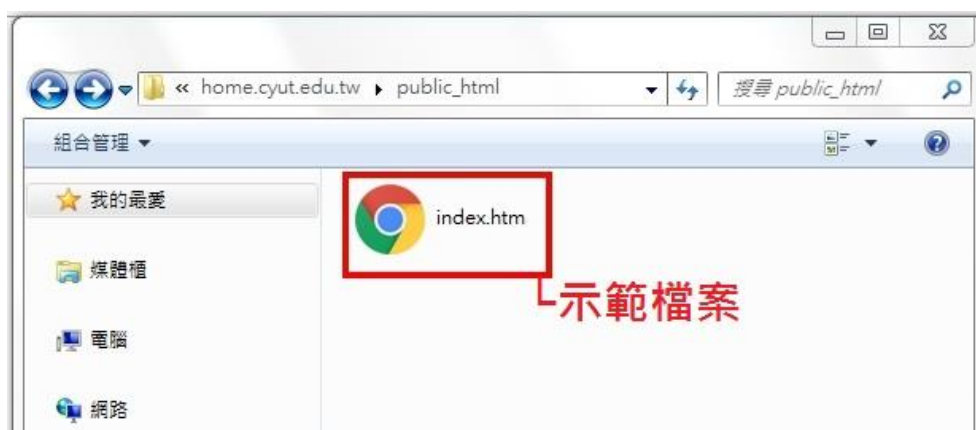 « home.cyut.edu.tw ▸ public_html
搜尋 public_html
組合管理 ▼
我的最愛
index.htm
媒體櫃
└示範檔案
電腦
網路